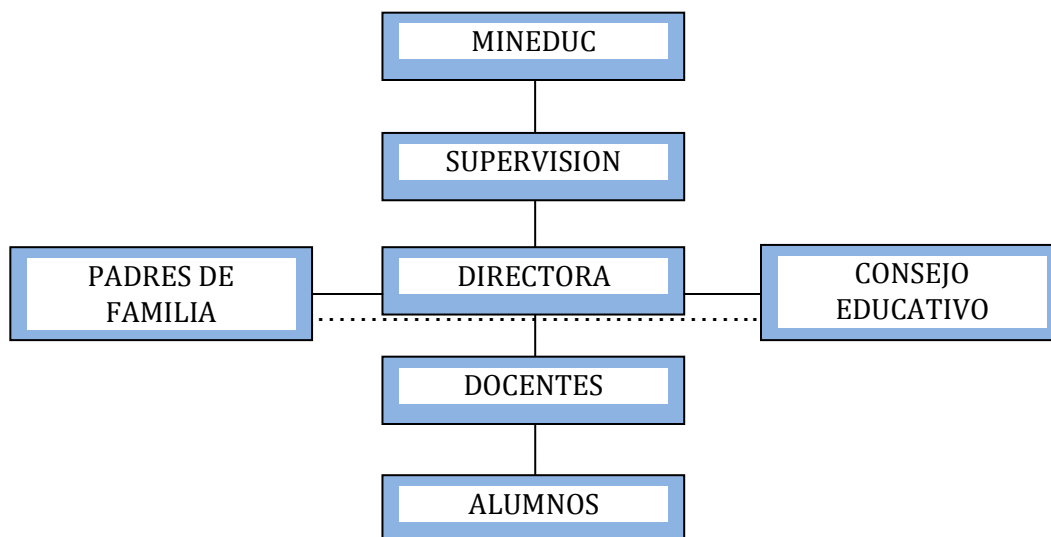 MINEDUC
SUPERVISION
PADRES DE
FAMILIA
DIRECTORA
CONSEJO
EDUCATIVO
DOCENTES
ALUMNOS